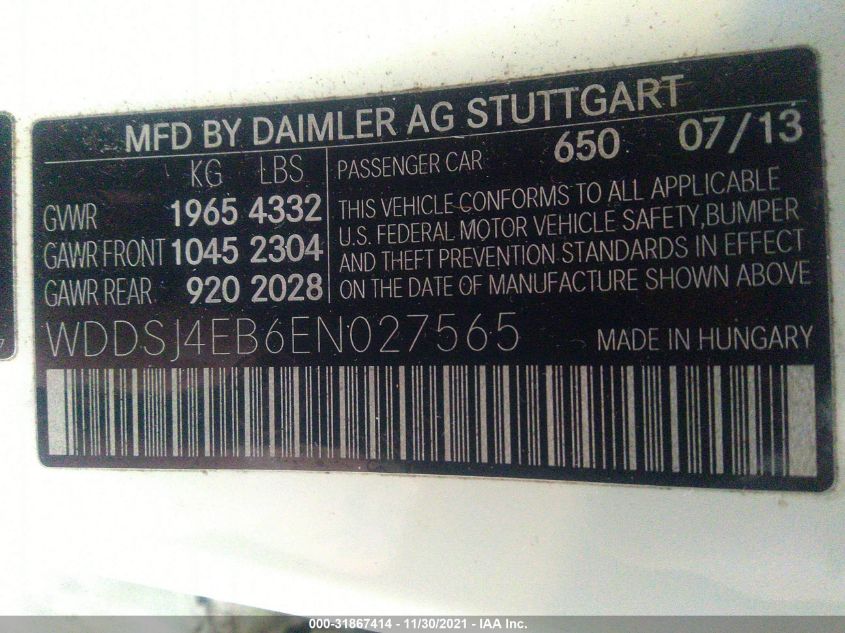 MFD BY DAIMLER AG STUTTGART
KG LBS
GVWR 1965 4332
GAWR FRONT 1045 2304
GAWR REAR 920 2028
PASSENGER CAR 650 07/13
THIS VEHICLE CONFORMS TO ALL APPLICABLE
U.S. FEDERAL MOTOR VEHICLE SAFETY, BUMPER
AND THEFT PREVENTION STANDARDS IN EFFECT
ON THE DATE OF MANUFACTURE SHOWN ABOVE
WDDSJ4EB6EN027565 MADE IN HUNGARY
000-31867414 - 11/30/2021 - IAA Inc.